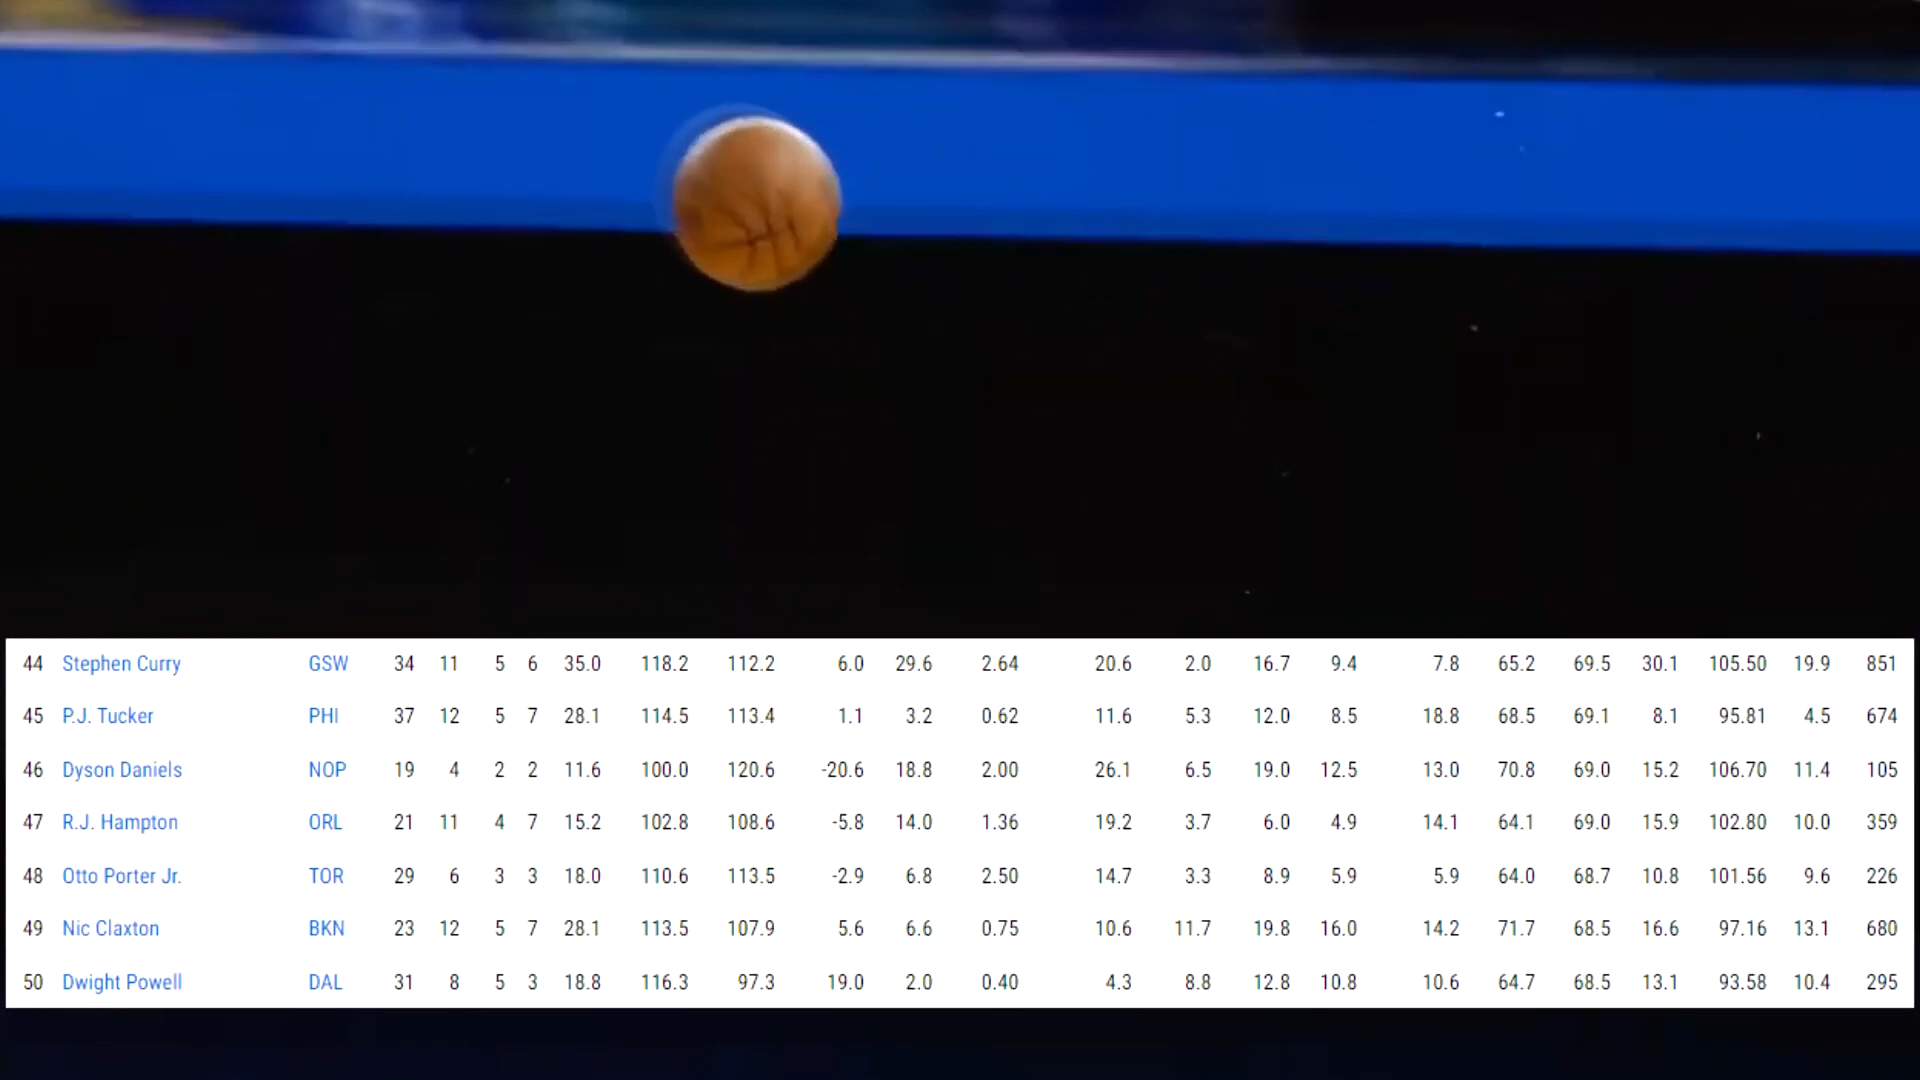 44 Stephen Curry GSW 34 11 5 6 35.0 118.2 112.2 6.0 29.6 2.64 20.6 2.0 16.7 9.4 7.8 65.2 69.5 30.1 105.50 19.9 851
45 P.J. Tucker PHI 37 12 5 7 28.1 114.5 113.4 1.1 3.2 0.62 11.6 5.3 12.0 8.5 18.8 68.5 69.1 8.1 95.81 4.5 674
46 Dyson Daniels NOP 19 4 2 2 11.6 100.0 120.6 -20.6 18.8 2.00 26.1 6.5 19.0 12.5 13.0 70.8 69.0 15.2 106.70 11.4 105
47 R.J. Hampton ORL 21 11 4 7 15.2 102.8 108.6 -5.8 14.0 1.36 19.2 3.7 6.0 4.9 14.1 64.1 69.0 15.9 102.80 10.0 359
48 Otto Porter Jr. TOR 29 6 3 3 18.0 110.6 113.5 -2.9 6.8 2.50 14.7 3.3 8.9 5.9 5.9 64.0 68.7 10.8 101.56 9.6 226
49 Nic Claxton BKN 23 12 5 7 28.1 113.5 107.9 5.6 6.6 0.75 10.6 11.7 19.8 16.0 14.2 71.7 68.5 16.6 97.16 13.1 680
50 Dwight Powell DAL 31 8 5 3 18.8 116.3 97.3 19.0 2.0 0.40 4.3 8.8 12.8 10.8 10.6 64.7 68.5 13.1 93.58 10.4 295